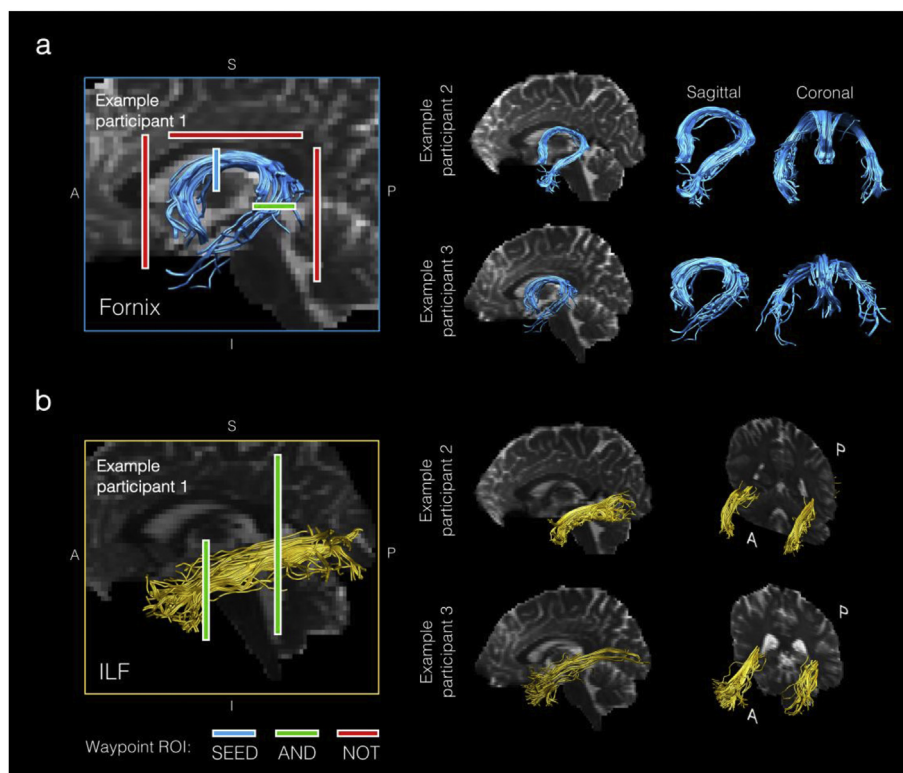 a
S
Example
participant 1
A
P
Fornix
I
Example
participant 2
Sagittal
Coronal
Example
participant 3
b
S
Example
participant 1
A
P
ILF
I
Example
participant 2
P
A
Example
participant 3
P
A
Waypoint ROI:
SEED
AND
NOT